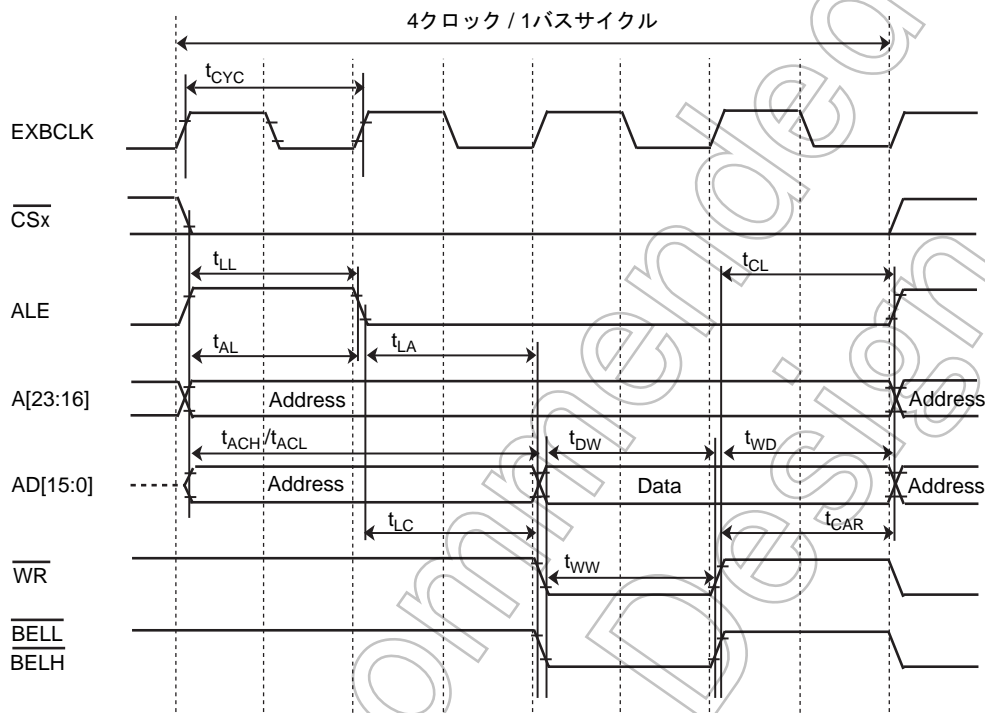 4クロック / 1バスサイクル
tCYC
EXBCLK
CSx
tLL
tCL
ALE
tAL
tLA
A[23:16]
Address
Address
tACH/tACL
tDW
tWD
AD[15:0]
Address
Data
Address
tLC
tCAR
WR
tWW
BELL
BELH
ommended
Design